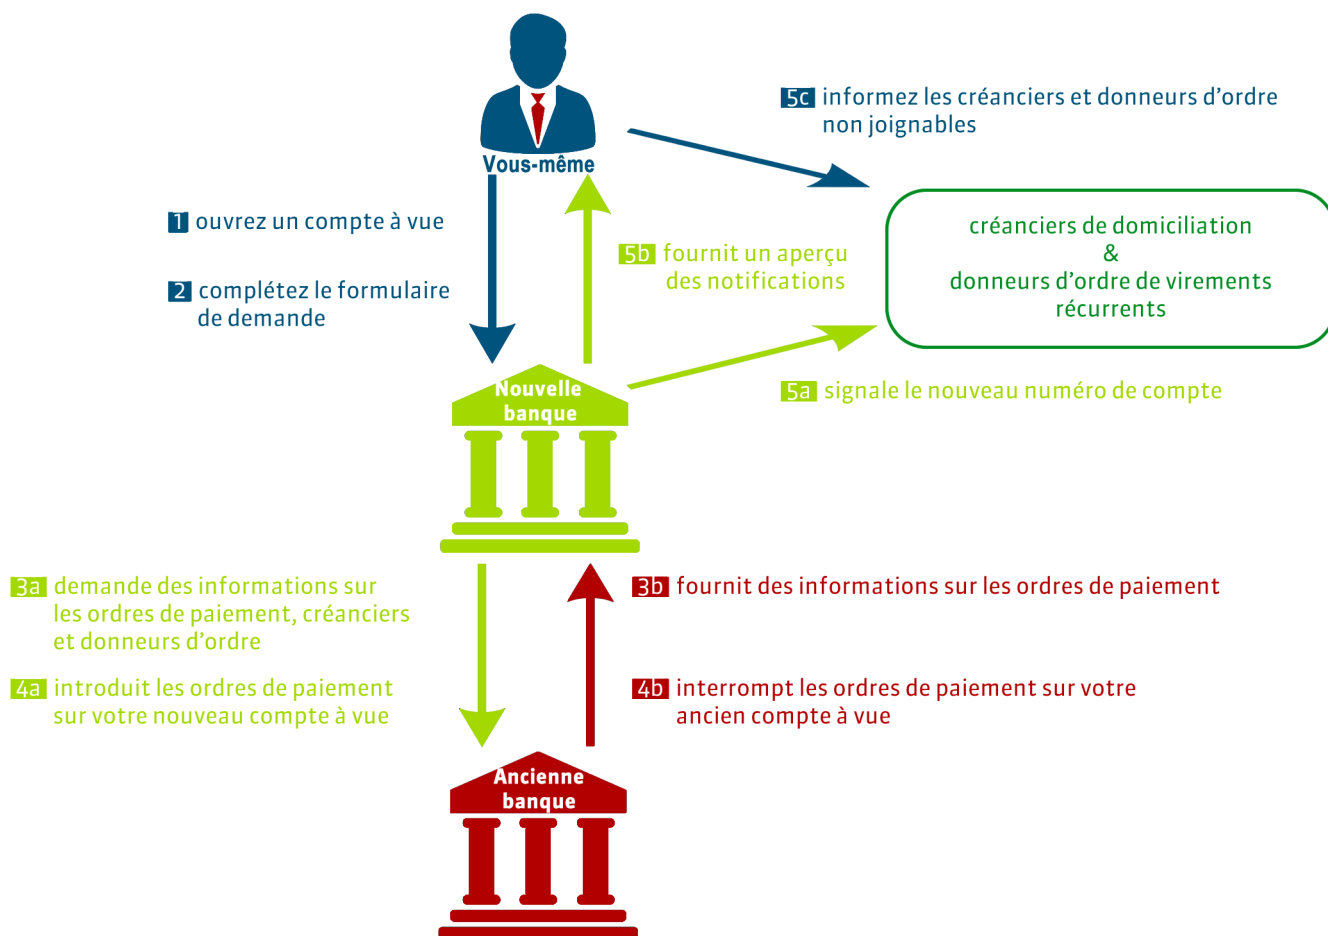 5c informez les créanciers et donneurs d'ordre
non joignables
Vous-même
1 ouvrez un compte à vue
2 complétez le formulaire
de demande
5b fournit un aperçu
des notifications
créanciers de domiciliation
&
donneurs d'ordre de virements
récurrents
Nouvelle
banque
5a signale le nouveau numéro de compte
3a demande des informations sur
les ordres de paiement, créanciers
et donneurs d'ordre
3b fournit des informations sur les ordres de paiement
4a introduit les ordres de paiement
sur votre nouveau compte à vue
4b interrompt les ordres de paiement sur votre
ancien compte à vue
Ancienne
banque